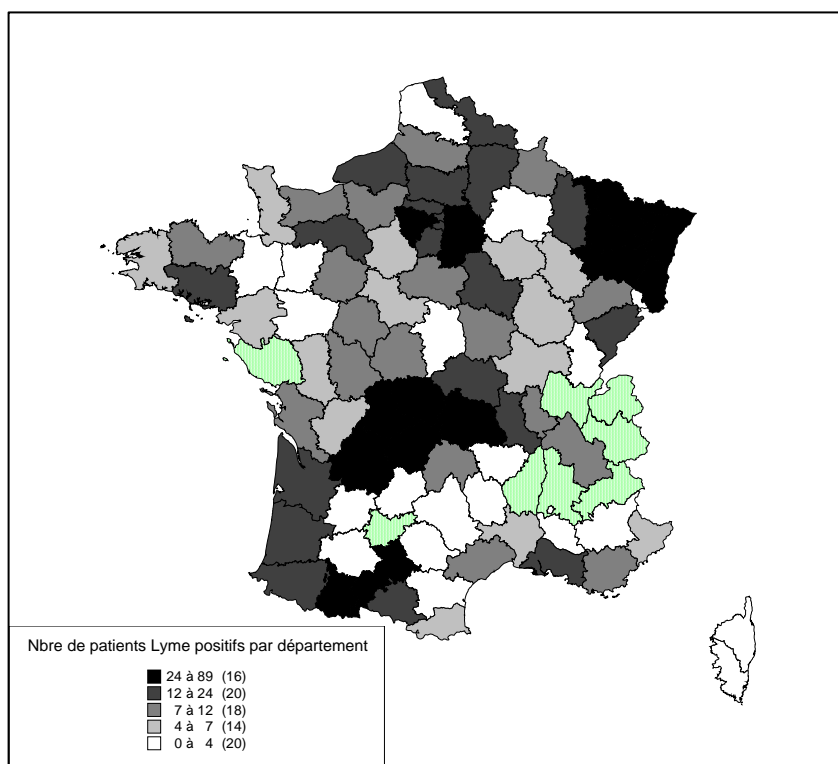 Nbre de patients Lyme positifs par département
24 à 89 (16)
12 à 24 (20)
7 à 12 (18)
4 à 7 (14)
0 à 4 (20)